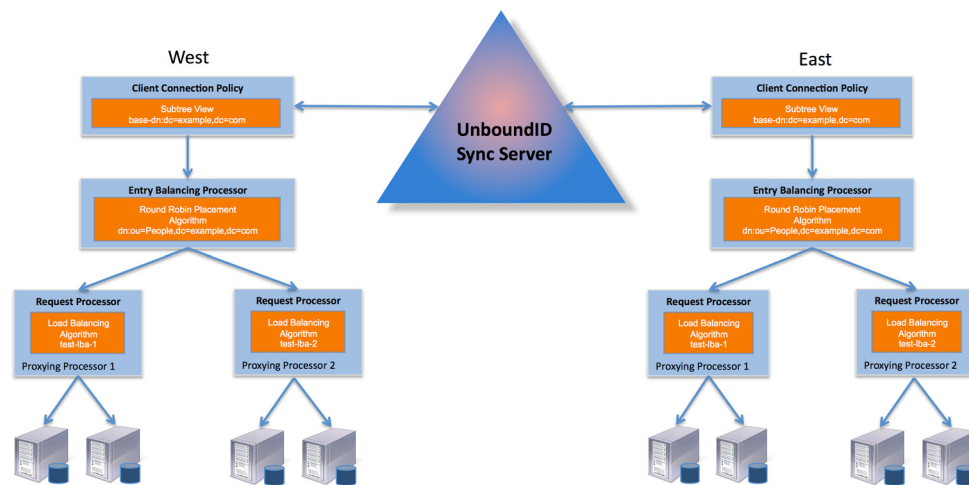 West
East
Client Connection Policy
Subtree View
base-dn:dc=example,dc=com
UnboundID
Sync Server
Client Connection Policy
Subtree View
base-dn:dc=example,dc=com
Entry Balancing Processor
Round Robin Placement
Algorithm
dn:ou=People,dc=example,dc=com
Entry Balancing Processor
Round Robin Placement
Algorithm
dn:ou=People,dc=example,dc=com
Request Processor
Load Balancing
Algorithm
test-lba-1
Proxying Processor 1
Request Processor
Load Balancing
Algorithm
test-lba-2
Proxying Processor 2
Request Processor
Load Balancing
Algorithm
test-lba-1
Proxying Processor 1
Request Processor
Load Balancing
Algorithm
test-lba-2
Proxying Processor 2